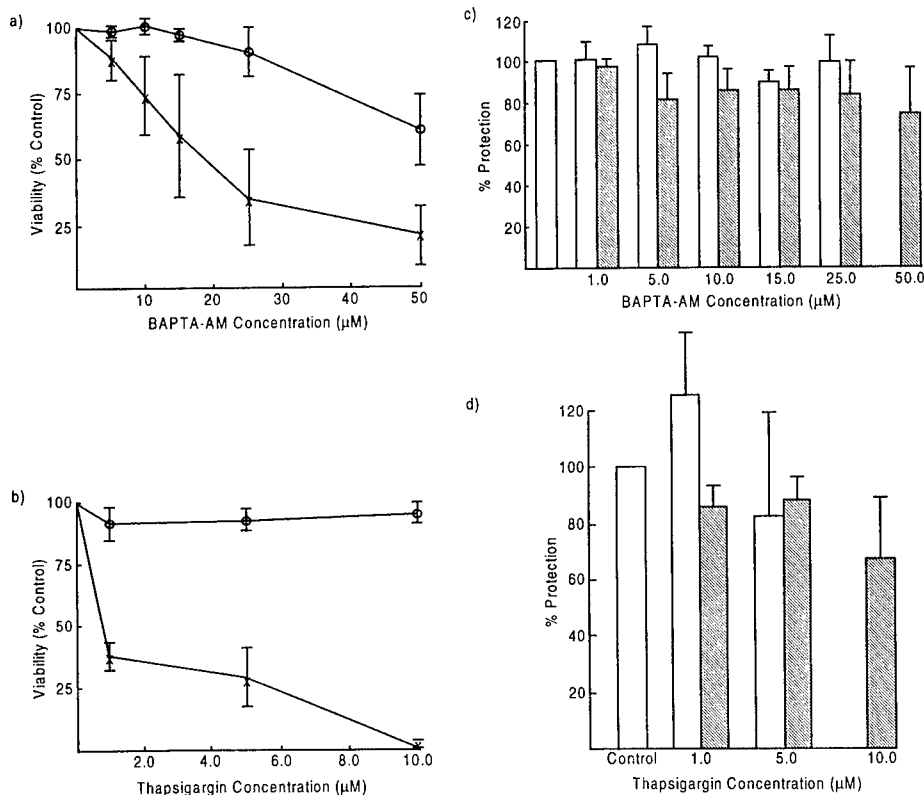 a)
100
75
50
25
Viability (% Control)
10 20 30 40 50
BAPTA-AM Concentration (μM)
c)
120
100
80
60
40
20
% Protection
1.0 5.0 10.0 15.0 25.0 50.0
BAPTA-AM Concentration (μM)
b)
100
75
50
25
Viability (% Control)
2.0 4.0 6.0 8.0 10.0
Thapsigargin Concentration (μM)
d)
120
100
80
60
40
20
% Protection
Control 1.0 5.0 10.0
Thapsigargin Concentration (μM)